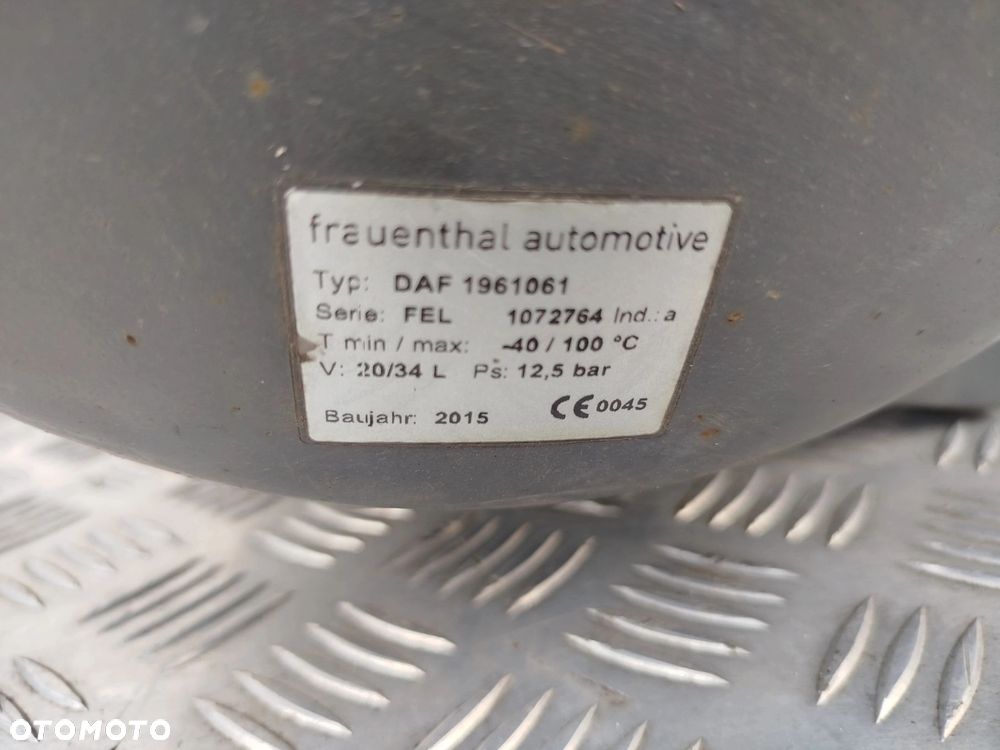 frauenthal automotive
Typ: DAF 1961061
Serie: FEL 1072764 Ind.: a
T min / max: -40 / 100 °C
V: 20/34 L Ps: 12,5 bar
Baujahr: 2015 CE 0045
OTOMOTO